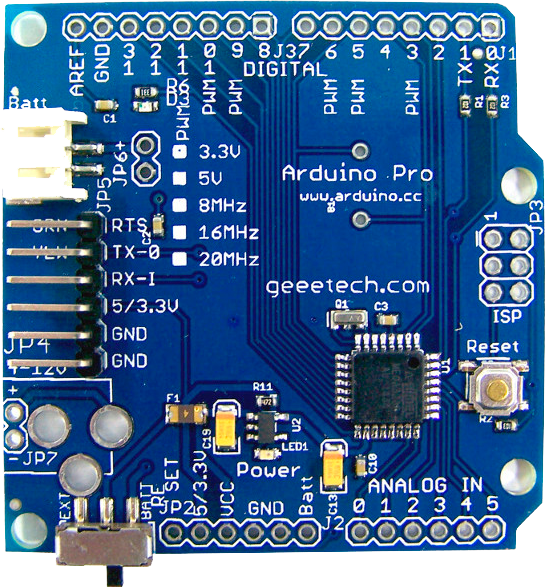 AREF GND 13 12 11 10 9 8 J3 7 6 5 4 3 2 1 0 J1
DIGITAL
TX RX
PWM PWM PWM PWM PWM PWM
Batt
C1
R1 R3
JP6+
JP5
3.3V
5V
8MHz
16MHz
20MHz
Arduino Pro
www.arduino.cc
C2
JP3
1
ISP
GRN RTS
TX-0
RX-I
5/3.3V
GND
GND
geeetech.com
Q1 C3
U1
Reset
R2
JP4
+
-JP7
F1
C19
R11
U2
LED1
Power
C13
C10
EXT
BATT
SET
5/3.3V
VCC
GND
Batt
JP2
J2
ANALOG IN
0 1 2 3 4 5